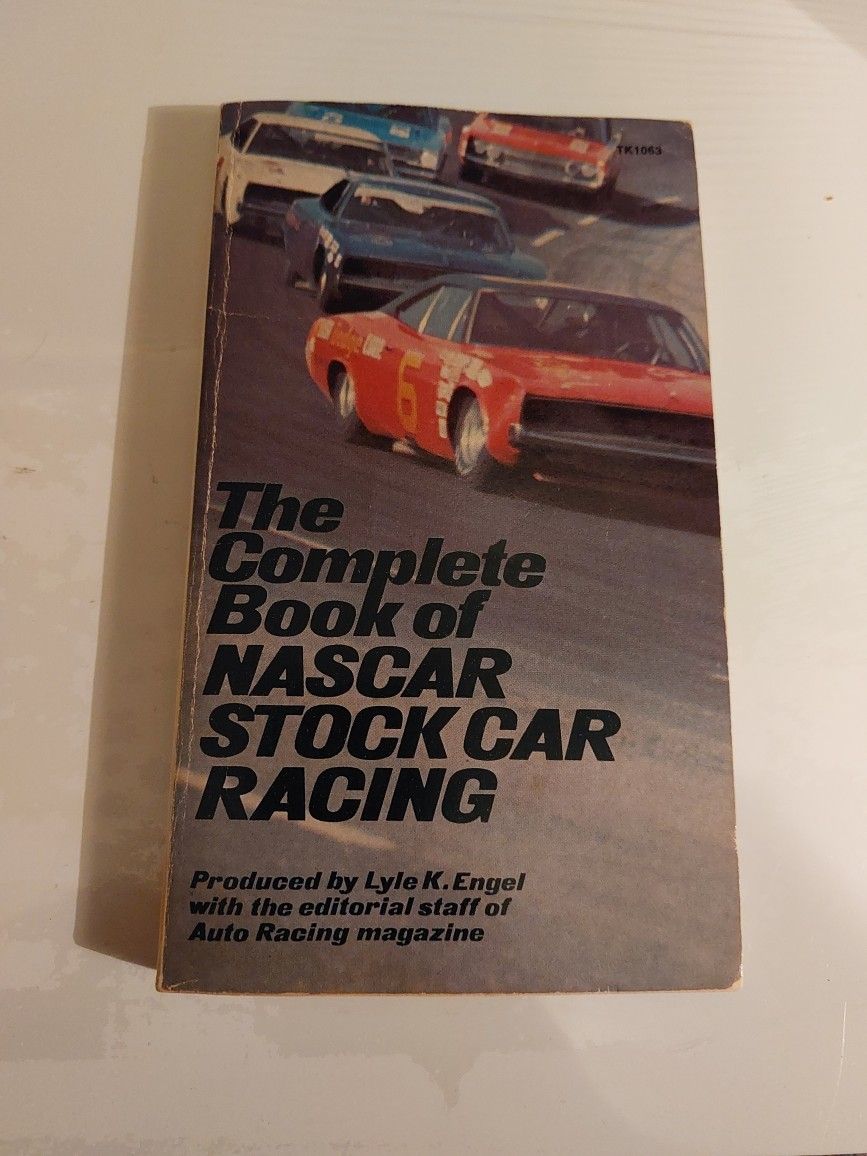 TK1063
6
The
Complete
Book of
NASCAR
STOCK CAR
RACING
Produced by Lyle K. Engel
with the editorial staff of
Auto Racing magazine